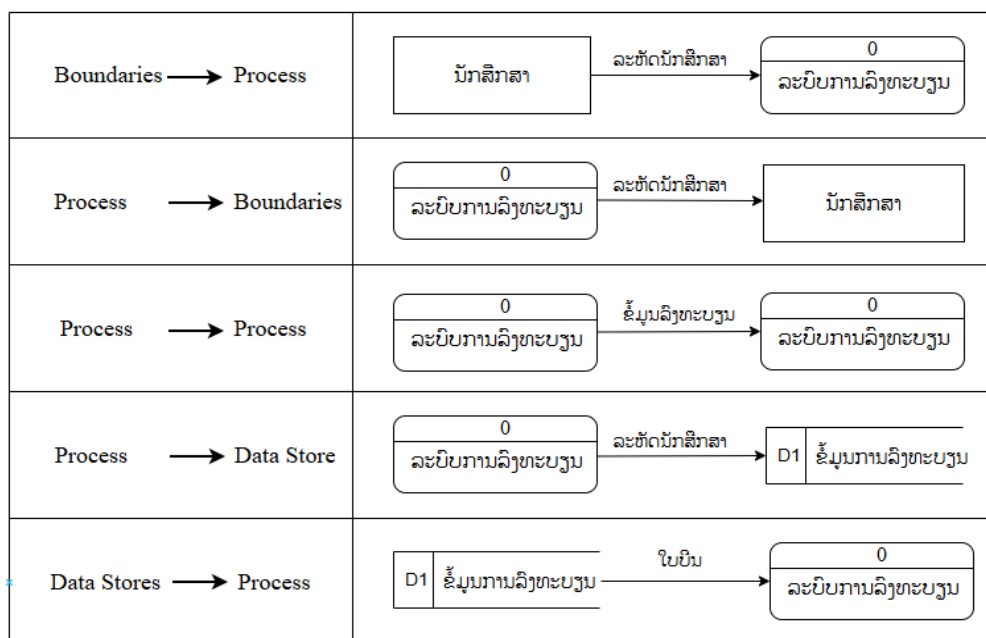 Boundaries Process
ນັກສຶກສາ
ລະຫັດນັກສຶກສາ
0
ລະບົບການລົງທະບຽນ
Process Boundaries
0
ລະບົບການລົງທະບຽນ
ລະຫັດນັກສຶກສາ
ນັກສຶກສາ
Process Process
0
ລະບົບການລົງທະບຽນ
ຂໍ້ມູນລົງທະບຽນ
0
ລະບົບການລົງທະບຽນ
Process Data Store
0
ລະບົບການລົງທະບຽນ
ລະຫັດນັກສຶກສາ
D1 ຂໍ້ມູນການລົງທະບຽນ
Data Stores Process
D1 ຂໍ້ມູນການລົງທະບຽນ
ໃບບິນ
0
ລະບົບການລົງທະບຽນ